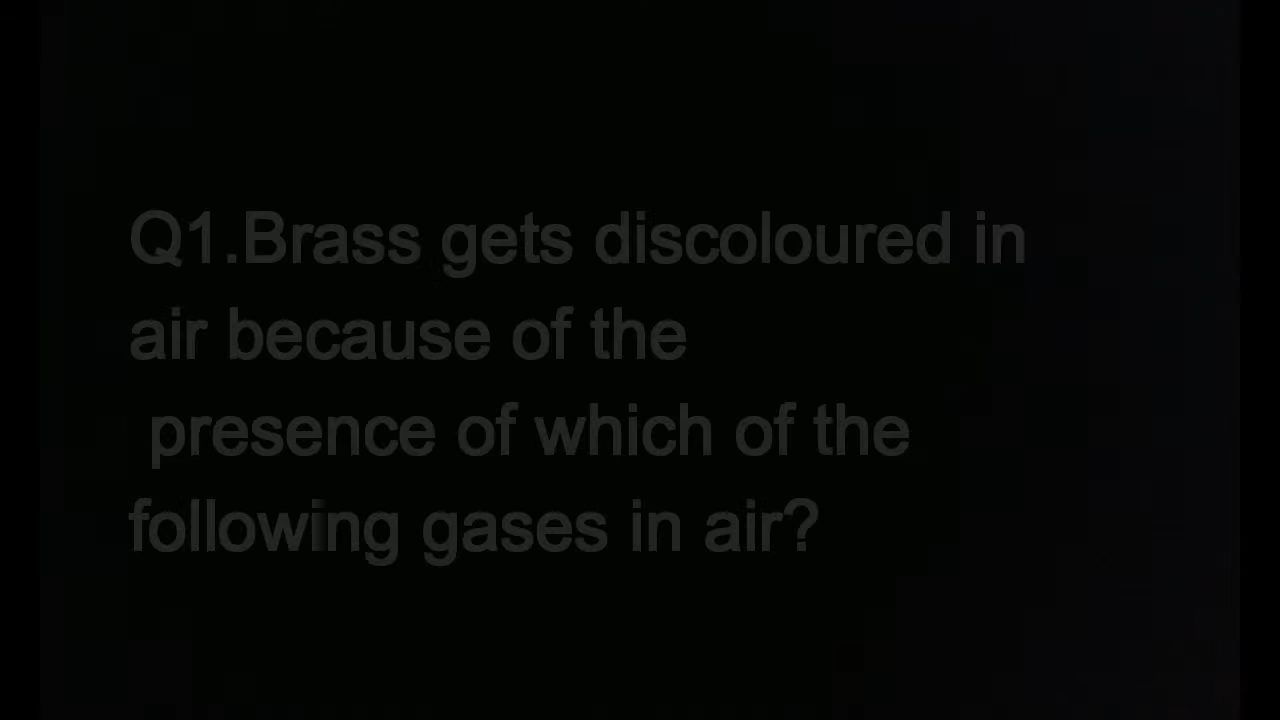 Q1.Brass gets discoloured in
air because of the
presence of which of the
following gases in air?